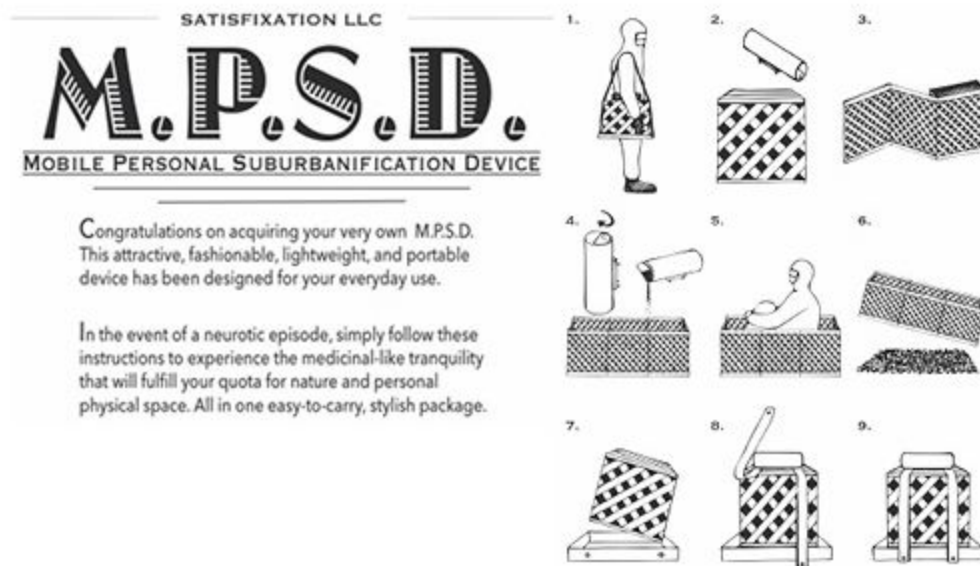 SATISFIXATION LLC
M.P.S.D.
MOBILE PERSONAL SUBURBANIFICATION DEVICE
Congratulations on acquiring your very own M.P.S.D.
This attractive, fashionable, lightweight, and portable
device has been designed for your everyday use.
In the event of a neurotic episode, simply follow these
instructions to experience the medicinal-like tranquility
that will fulfill your quota for nature and personal
physical space. All in one easy-to-carry, stylish package.
1.
2.
3.
4.
5.
6.
7.
8.
9.